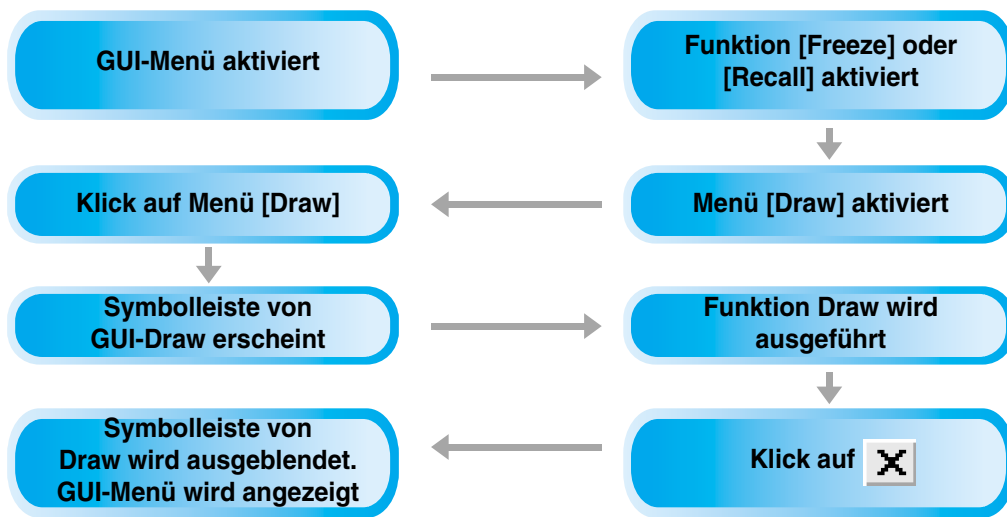 GUI-Menü aktiviert
Funktion [Freeze] oder
[Recall] aktiviert
Menü [Draw] aktiviert
Klick auf Menü [Draw]
Symbolleiste von
GUI-Draw erscheint
Funktion Draw wird
ausgeführt
Klick auf X
Symbolleiste von
Draw wird ausgeblendet.
GUI-Menü wird angezeigt